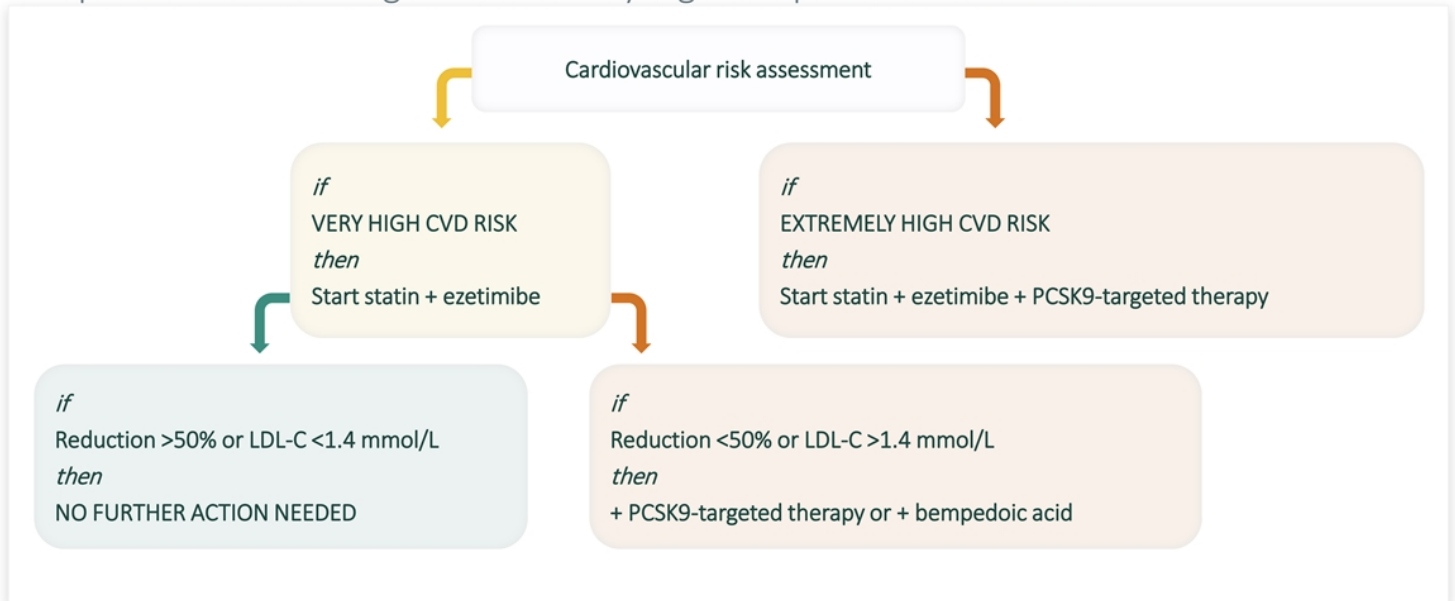 Cardiovascular risk assessment
if
VERY HIGH CVD RISK
then
Start statin + ezetimibe
if
EXTREMELY HIGH CVD RISK
then
Start statin + ezetimibe + PCSK9-targeted therapy
if
Reduction >50% or LDL-C <1.4 mmol/L
then
NO FURTHER ACTION NEEDED
if
Reduction <50% or LDL-C >1.4 mmol/L
then
+ PCSK9-targeted therapy or + bempedoic acid